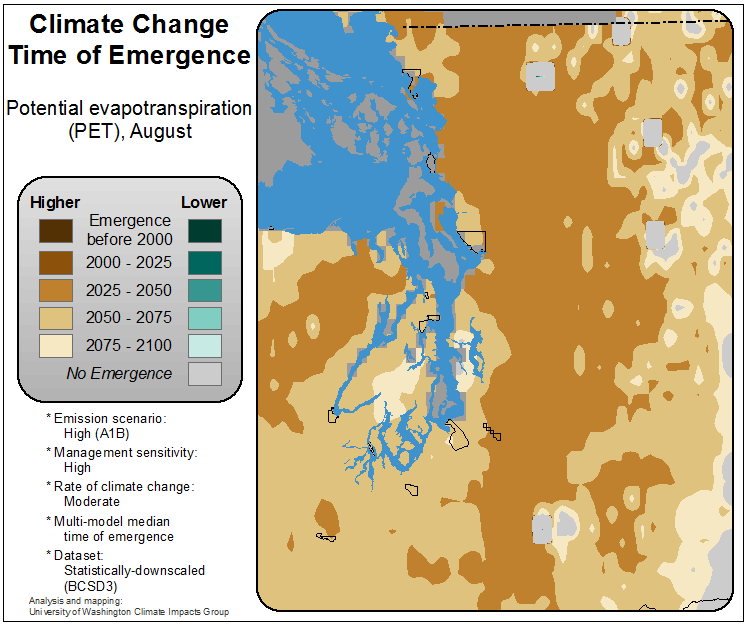 Climate Change
Time of Emergence
Potential evapotranspiration
(PET), August
Higher Lower
Emergence
before 2000
2000 - 2025
2025 - 2050
2050 - 2075
2075 - 2100
No Emergence
* Emission scenario:
High (A1B)
* Management sensitivity:
High
* Rate of climate change:
Moderate
* Multi-model median
time of emergence
* Dataset:
Statistically-downscaled
(BCSD3)
Analysis and mapping:
University of Washington Climate Impacts Group